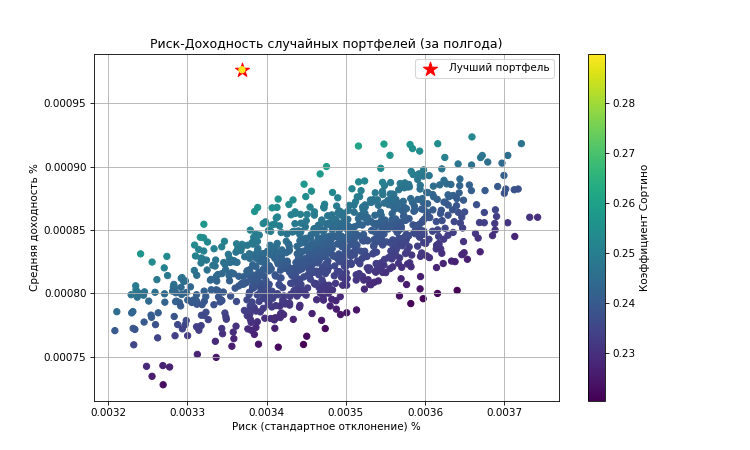 Риск-Доходность случайных портфелей (за полгода)
Лучший портфель
Средняя доходность %
0.00095
0.00090
0.00085
0.00080
0.00075
0.0032 0.0033 0.0034 0.0035 0.0036 0.0037
Риск (стандартное отклонение) %
0.28
0.27
0.26
0.25
0.24
0.23
Коэффициент Сортино